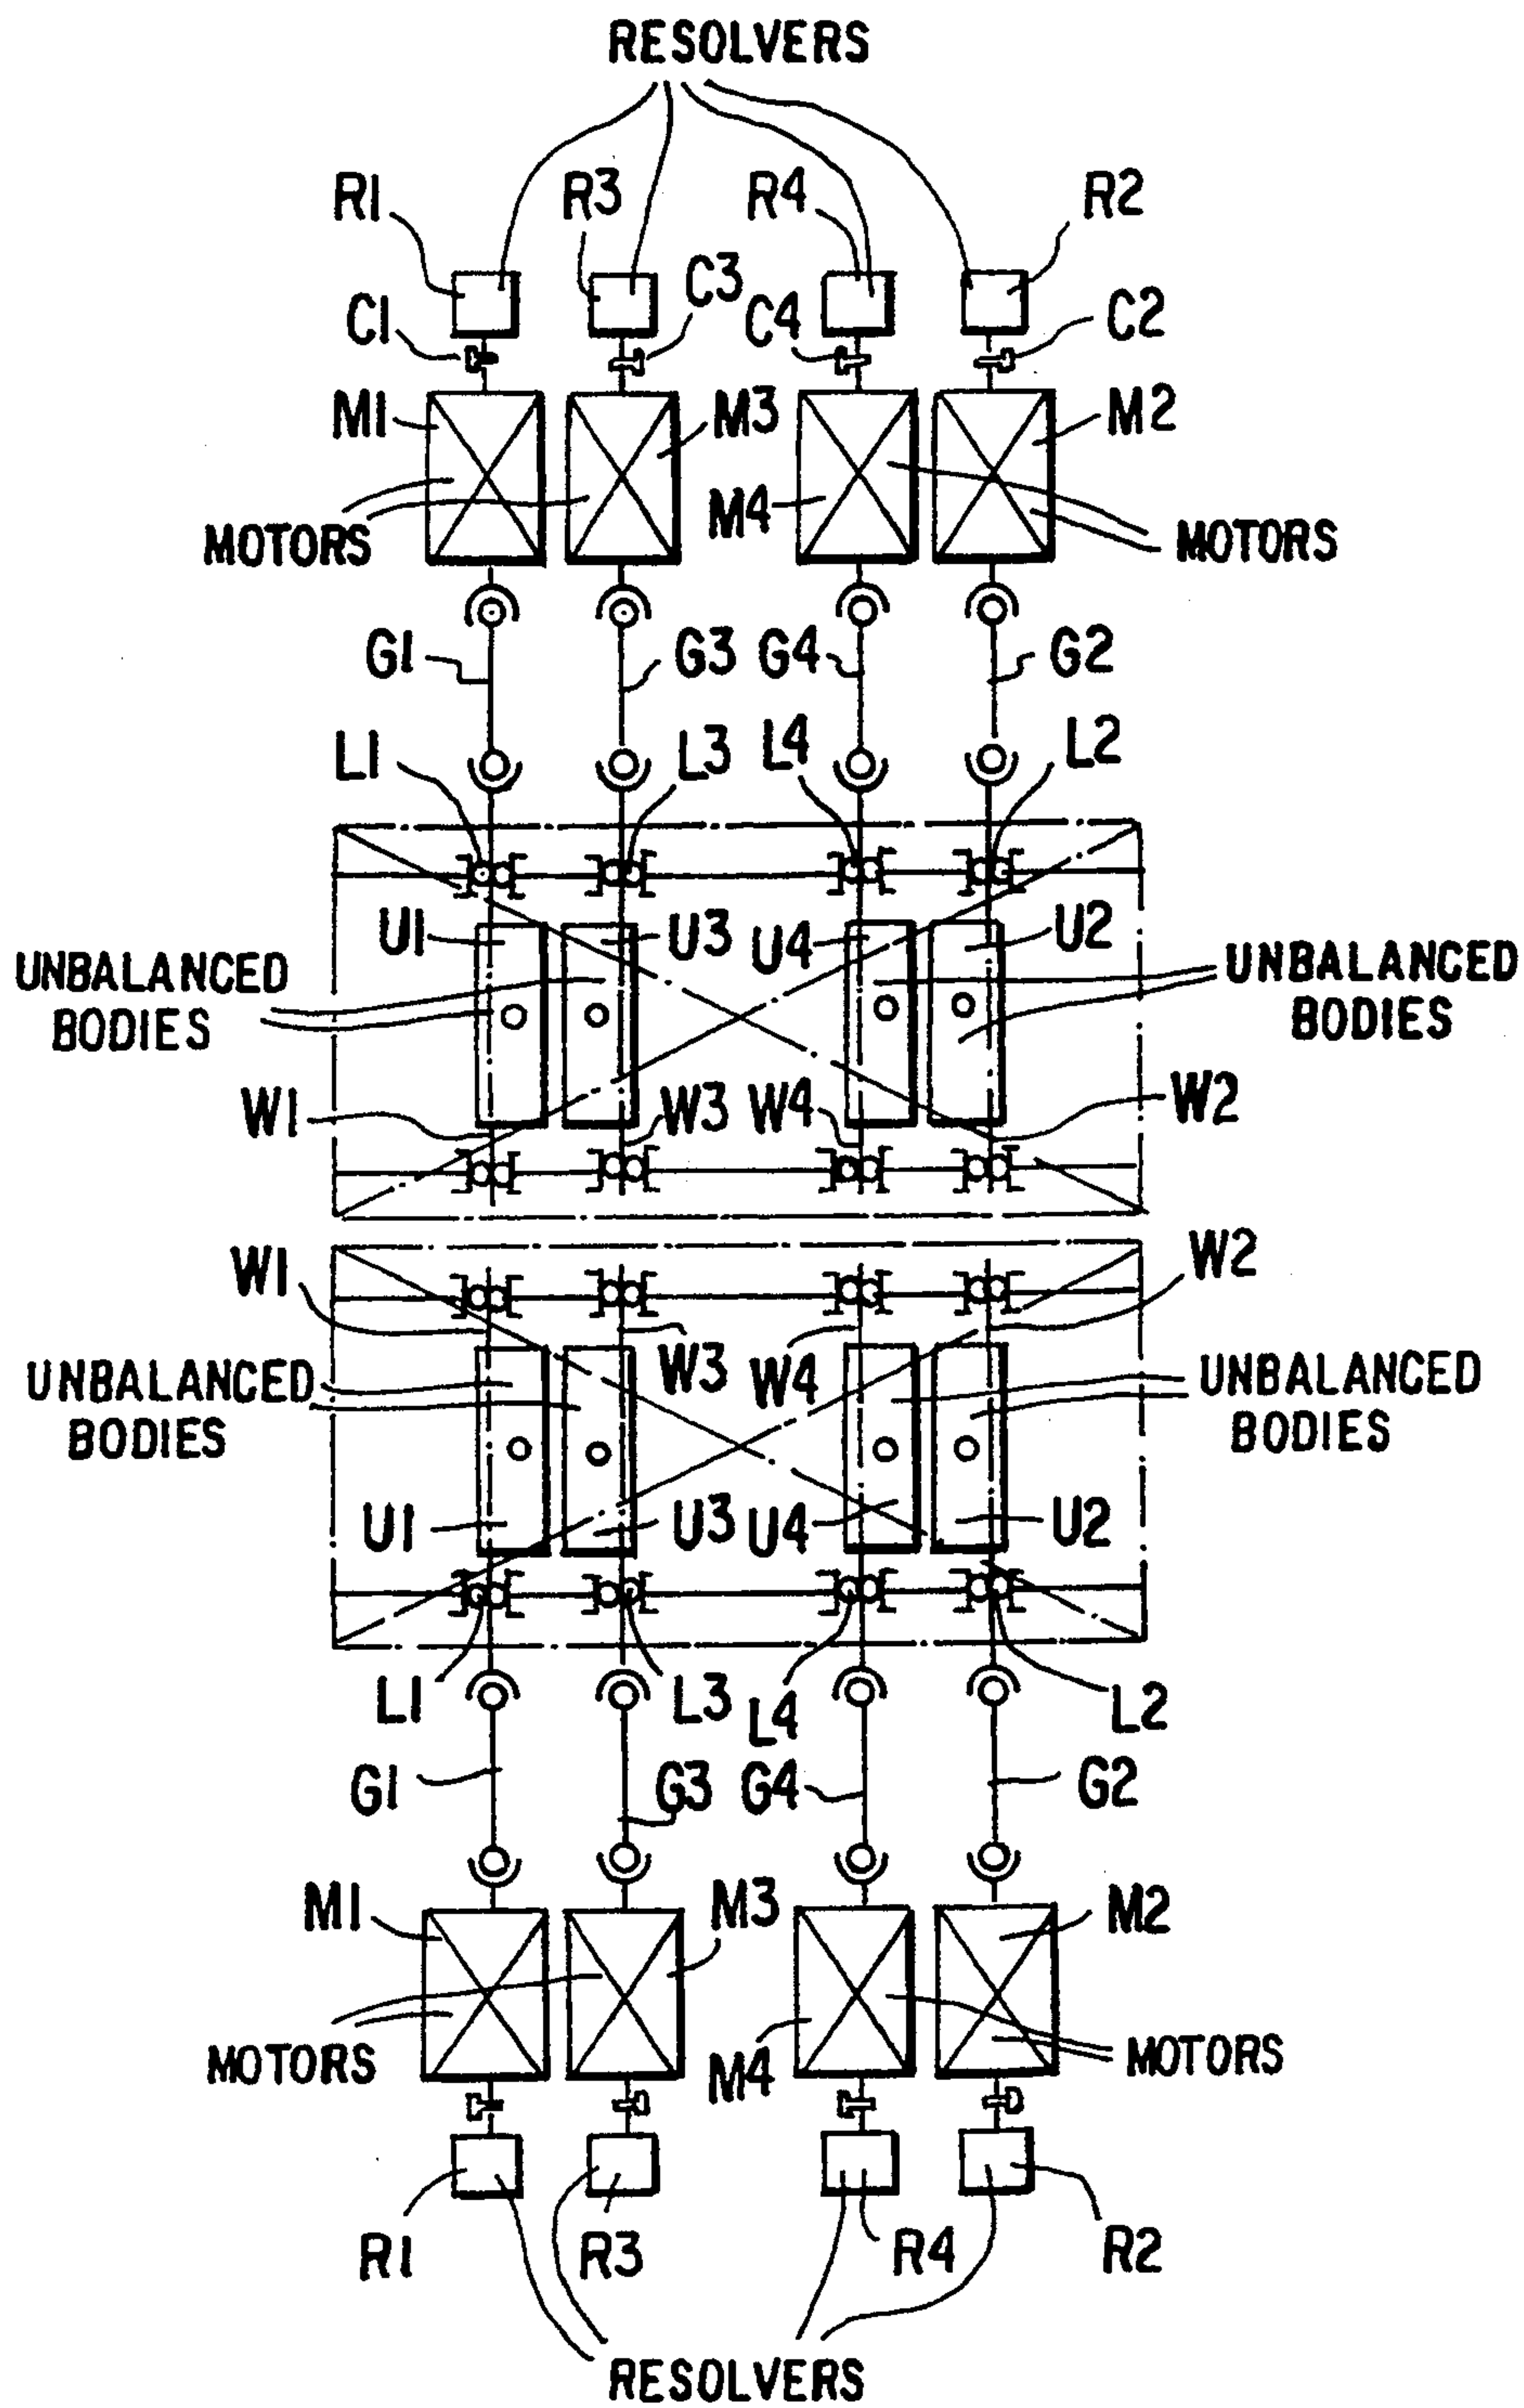 RESOLVERS
R1 R3 R4 R2
C1 C3 C4 C2
M1 M3 M2
M4
MOTORS MOTORS
G1 G3 G4 G2
L1 L3 L4 L2
U1 U3 U4 U2
UNBALANCED BODIES
UNBALANCED BODIES
W1 W3 W4 W2
W1 W2
W3 W4
UNBALANCED BODIES
UNBALANCED BODIES
U1 U3 U4 U2
L1 L3 L4 L2
G1 G3 G4 G2
M1 M3 M2
M4
MOTORS MOTORS
R1 R3 R4 R2
RESOLVERS